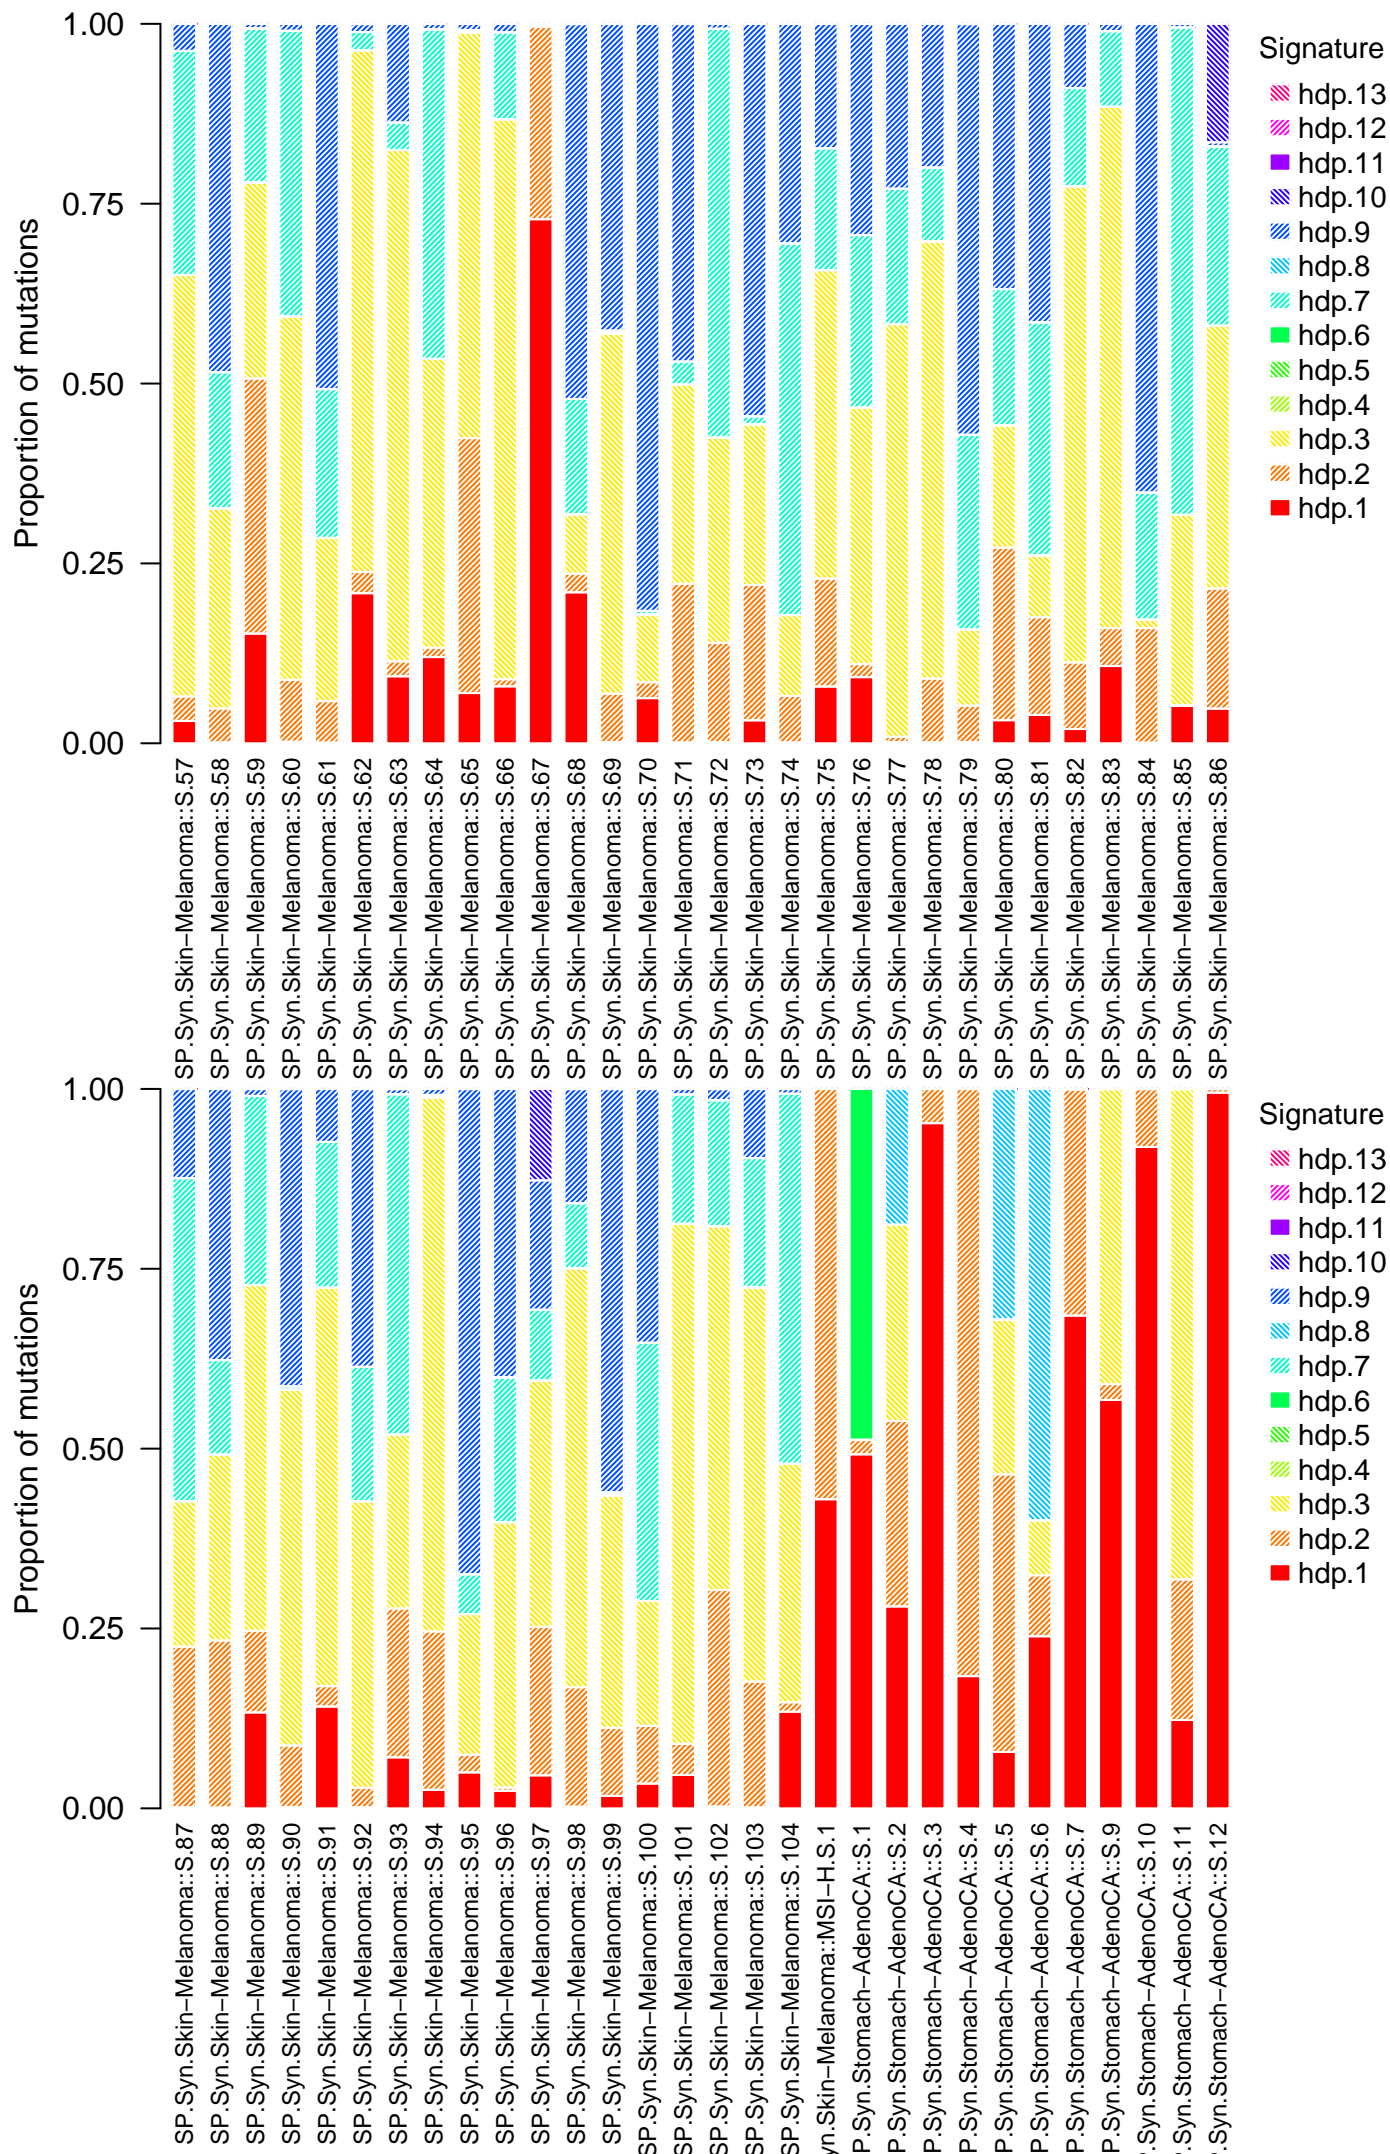 1.00
0.75
0.50
0.25
0.00
Proportion of mutations
SP.Syn.Skin−Melanoma::S.57
SP.Syn.Skin−Melanoma::S.58
SP.Syn.Skin−Melanoma::S.59
SP.Syn.Skin−Melanoma::S.60
SP.Syn.Skin−Melanoma::S.61
SP.Syn.Skin−Melanoma::S.62
SP.Syn.Skin−Melanoma::S.63
SP.Syn.Skin−Melanoma::S.64
SP.Syn.Skin−Melanoma::S.65
SP.Syn.Skin−Melanoma::S.66
SP.Syn.Skin−Melanoma::S.67
SP.Syn.Skin−Melanoma::S.68
SP.Syn.Skin−Melanoma::S.69
SP.Syn.Skin−Melanoma::S.70
SP.Syn.Skin−Melanoma::S.71
SP.Syn.Skin−Melanoma::S.72
SP.Syn.Skin−Melanoma::S.73
SP.Syn.Skin−Melanoma::S.74
SP.Syn.Skin−Melanoma::S.75
SP.Syn.Skin−Melanoma::S.76
SP.Syn.Skin−Melanoma::S.77
SP.Syn.Skin−Melanoma::S.78
SP.Syn.Skin−Melanoma::S.79
SP.Syn.Skin−Melanoma::S.80
SP.Syn.Skin−Melanoma::S.81
SP.Syn.Skin−Melanoma::S.82
SP.Syn.Skin−Melanoma::S.83
SP.Syn.Skin−Melanoma::S.84
SP.Syn.Skin−Melanoma::S.85
SP.Syn.Skin−Melanoma::S.86
Signature
hdp.13
hdp.12
hdp.11
hdp.10
hdp.9
hdp.8
hdp.7
hdp.6
hdp.5
hdp.4
hdp.3
hdp.2
hdp.1
1.00
0.75
0.50
0.25
0.00
Proportion of mutations
SP.Syn.Skin−Melanoma::S.87
SP.Syn.Skin−Melanoma::S.88
SP.Syn.Skin−Melanoma::S.89
SP.Syn.Skin−Melanoma::S.90
SP.Syn.Skin−Melanoma::S.91
SP.Syn.Skin−Melanoma::S.92
SP.Syn.Skin−Melanoma::S.93
SP.Syn.Skin−Melanoma::S.94
SP.Syn.Skin−Melanoma::S.95
SP.Syn.Skin−Melanoma::S.96
SP.Syn.Skin−Melanoma::S.97
SP.Syn.Skin−Melanoma::S.98
SP.Syn.Skin−Melanoma::S.99
SP.Syn.Skin−Melanoma::S.100
SP.Syn.Skin−Melanoma::S.101
SP.Syn.Skin−Melanoma::S.102
SP.Syn.Skin−Melanoma::S.103
SP.Syn.Skin−Melanoma::S.104
yn.Skin−Melanoma::MSI−H.S.1
P.Syn.Stomach−AdenoCA::S.1
P.Syn.Stomach−AdenoCA::S.2
P.Syn.Stomach−AdenoCA::S.3
P.Syn.Stomach−AdenoCA::S.4
P.Syn.Stomach−AdenoCA::S.5
P.Syn.Stomach−AdenoCA::S.6
P.Syn.Stomach−AdenoCA::S.7
P.Syn.Stomach−AdenoCA::S.9
P.Syn.Stomach−AdenoCA::S.10
P.Syn.Stomach−AdenoCA::S.11
P.Syn.Stomach−AdenoCA::S.12
Signature
hdp.13
hdp.12
hdp.11
hdp.10
hdp.9
hdp.8
hdp.7
hdp.6
hdp.5
hdp.4
hdp.3
hdp.2
hdp.1